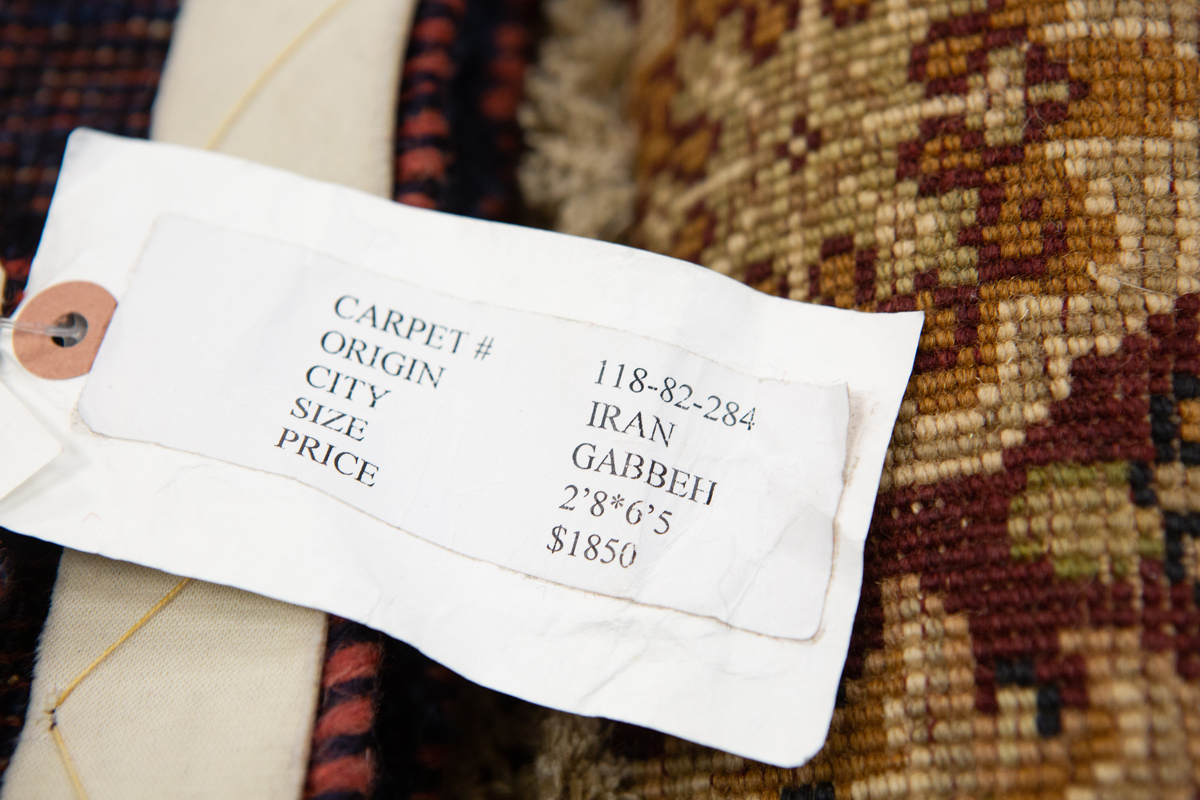 CARPET # 118-82-284
ORIGIN IRAN
CITY GABBEH
SIZE 2'8*6'5
PRICE $1850